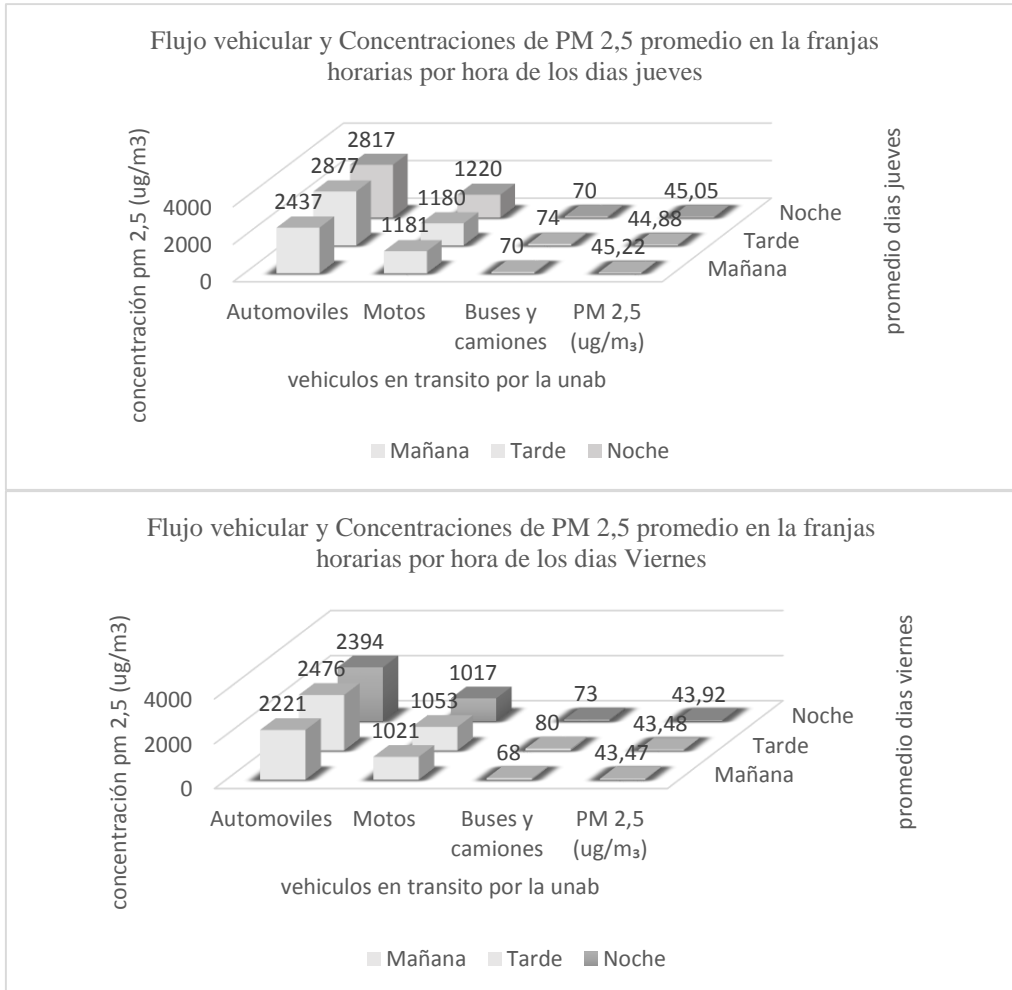 Flujo vehicular y Concentraciones de PM 2,5 promedio en la franjas
horarias por hora de los dias jueves
concentración pm 2,5 (ug/m3)
4000
2000
0
2817
2877
2437
1220
1180
1181
70
74
70
45,05
44,88
45,22
Noche
Tarde
Mañana
promedio dias jueves
Automoviles Motos Buses y camiones PM 2,5 (ug/m₃)
vehiculos en transito por la unab
Mañana Tarde Noche
Flujo vehicular y Concentraciones de PM 2,5 promedio en la franjas
horarias por hora de los dias Viernes
concentración pm 2,5 (ug/m3)
4000
2000
0
2394
2476
2221
1017
1053
1021
73
80
68
43,92
43,48
43,47
Noche
Tarde
Mañana
promedio dias viernes
Automoviles Motos Buses y camiones PM 2,5 (ug/m₃)
vehiculos en transito por la unab
Mañana Tarde Noche